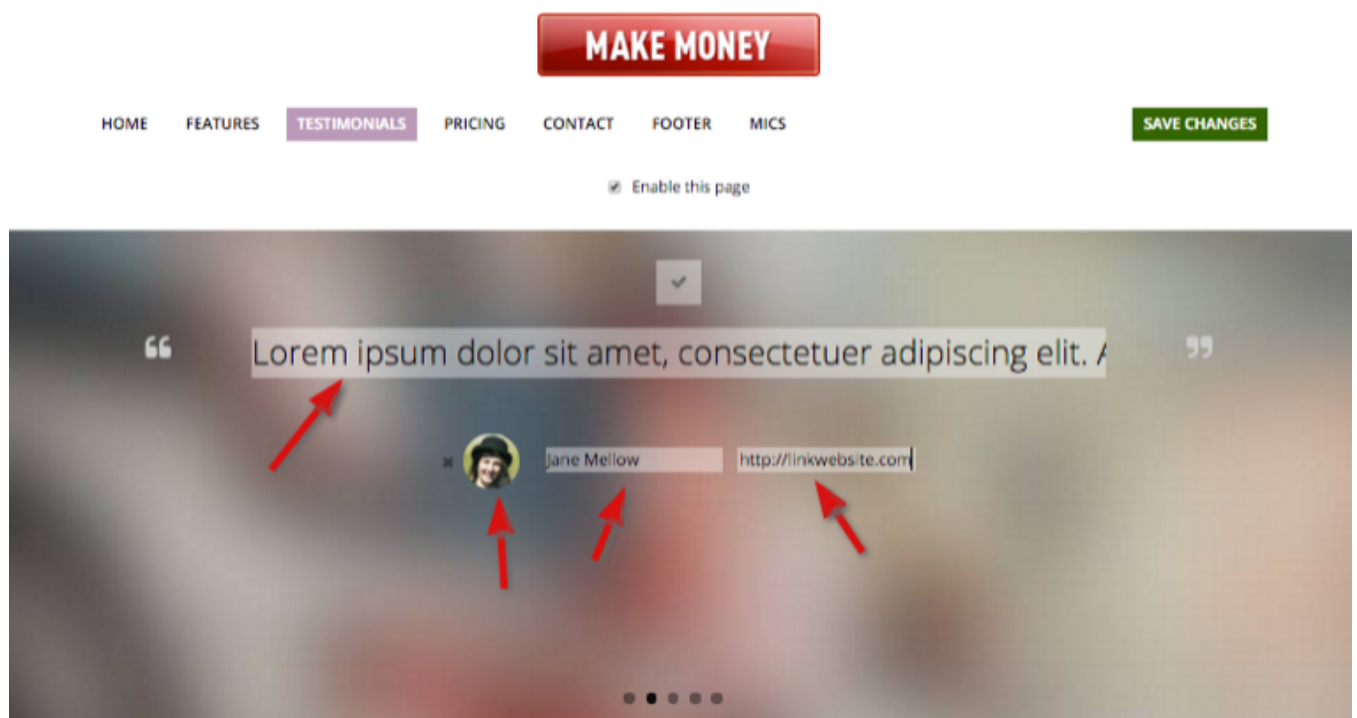 MAKE MONEY
HOME FEATURES TESTIMONIALS PRICING CONTACT FOOTER MICS SAVE CHANGES
Enable this page
“ Lorem ipsum dolor sit amet, consectetuer adipiscing elit. A ”
Jane Mellow http://linkwebsite.com